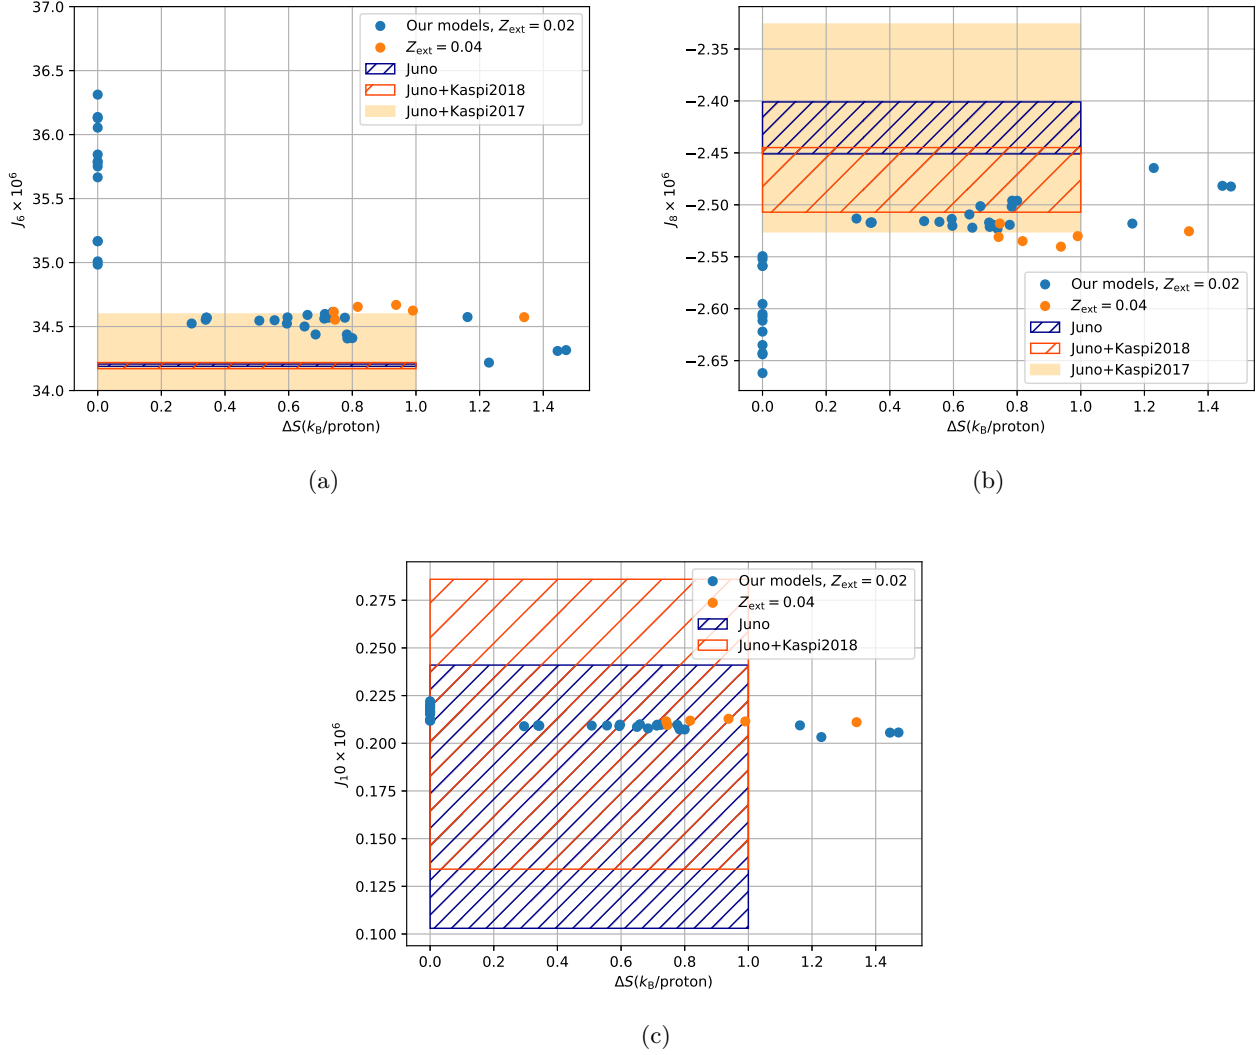 37.0
36.5
36.0
35.5
35.0
34.5
34.0
J₆ × 10⁶
Our models, Z_ext = 0.02
Z_ext = 0.04
Juno
Juno+Kaspi2018
Juno+Kaspi2017
0.0 0.2 0.4 0.6 0.8 1.0 1.2 1.4
ΔS(k_B/proton)
(a)
−2.35
−2.40
−2.45
−2.50
−2.55
−2.60
−2.65
J₈ × 10⁶
Our models, Z_ext = 0.02
Z_ext = 0.04
Juno
Juno+Kaspi2018
Juno+Kaspi2017
0.0 0.2 0.4 0.6 0.8 1.0 1.2 1.4
ΔS(k_B/proton)
(b)
0.275
0.250
0.225
0.200
0.175
0.150
0.125
0.100
J₁0 × 10⁶
Our models, Z_ext = 0.02
Z_ext = 0.04
Juno
Juno+Kaspi2018
0.0 0.2 0.4 0.6 0.8 1.0 1.2 1.4
ΔS(k_B/proton)
(c)